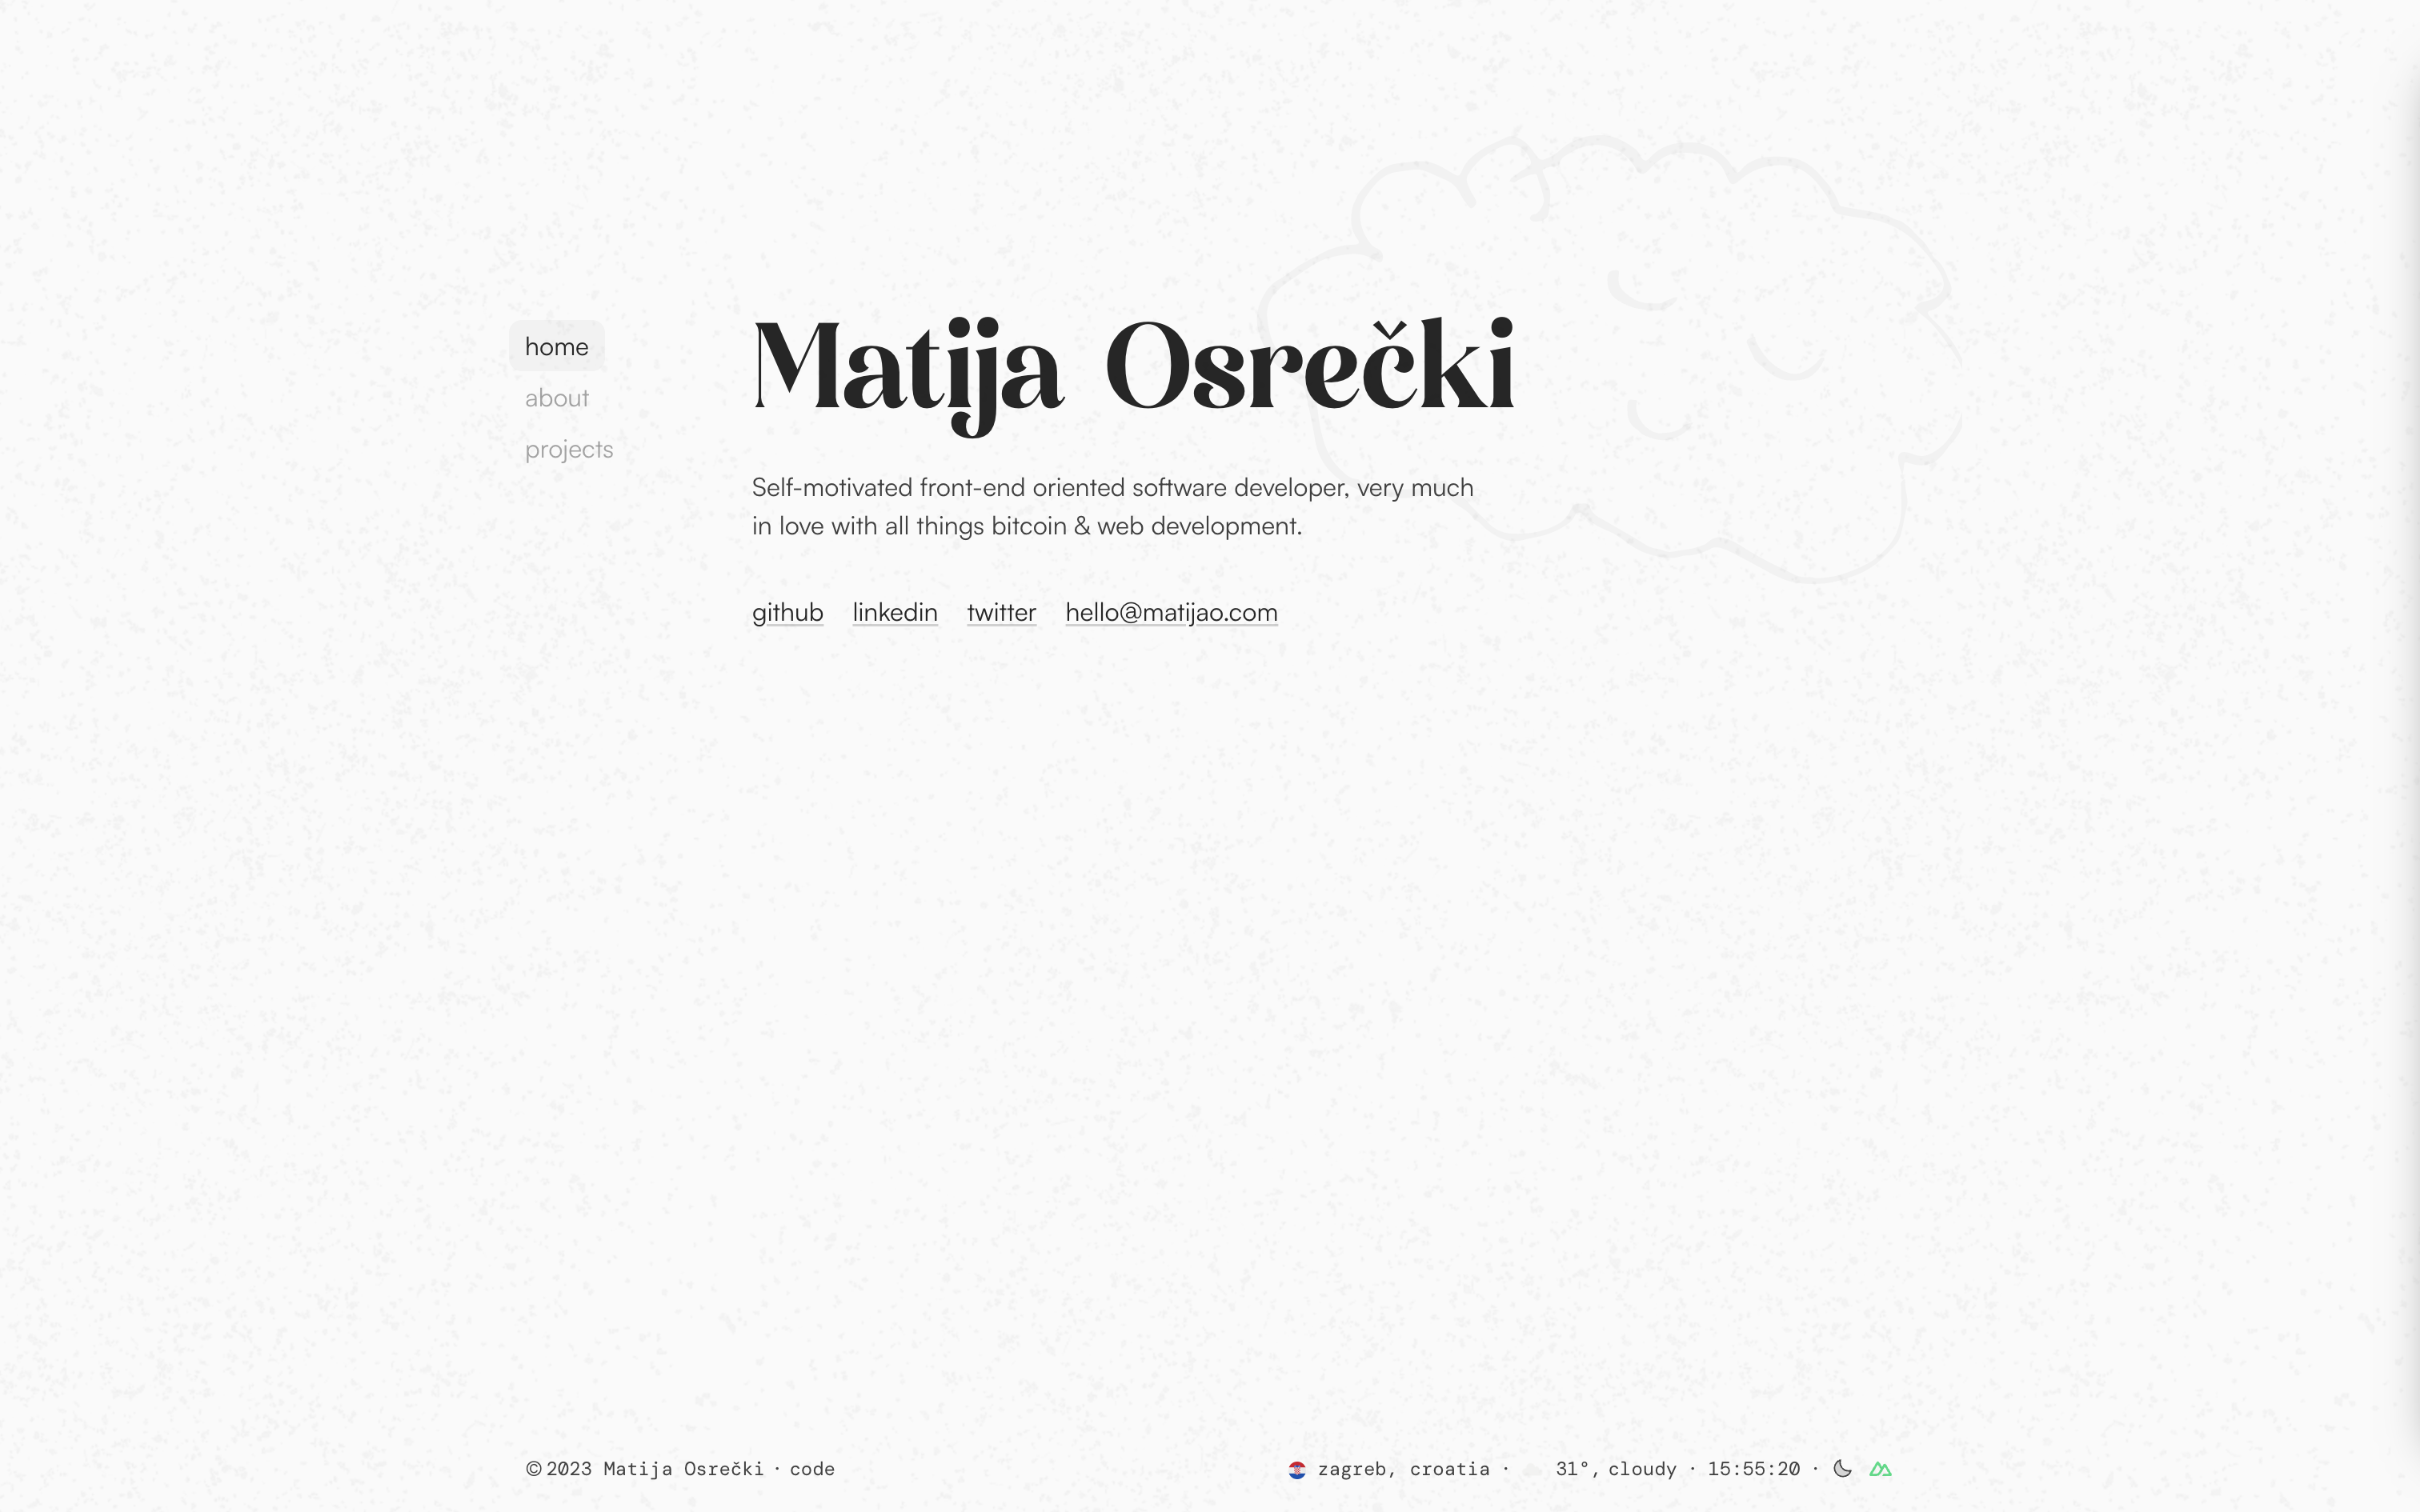 home
about
projects
Matija Osrečki
Self-motivated front-end oriented software developer, very much
in love with all things bitcoin & web development.
github linkedin twitter hello@matijao.com
© 2023 Matija Osrečki · code
zagreb, croatia · 31°, cloudy · 15:55:20 ·